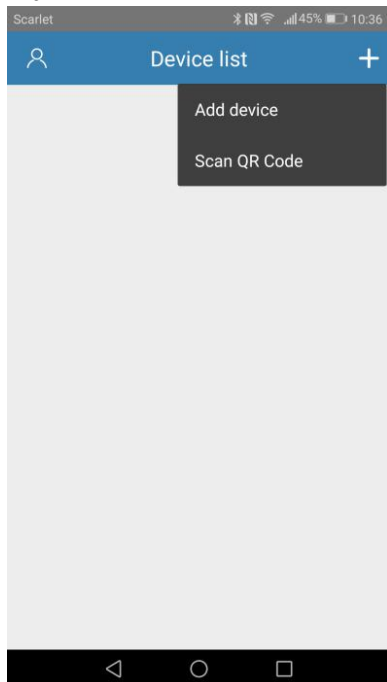 Scarlet 45% 10:36
Device list +
Add device
Scan QR Code